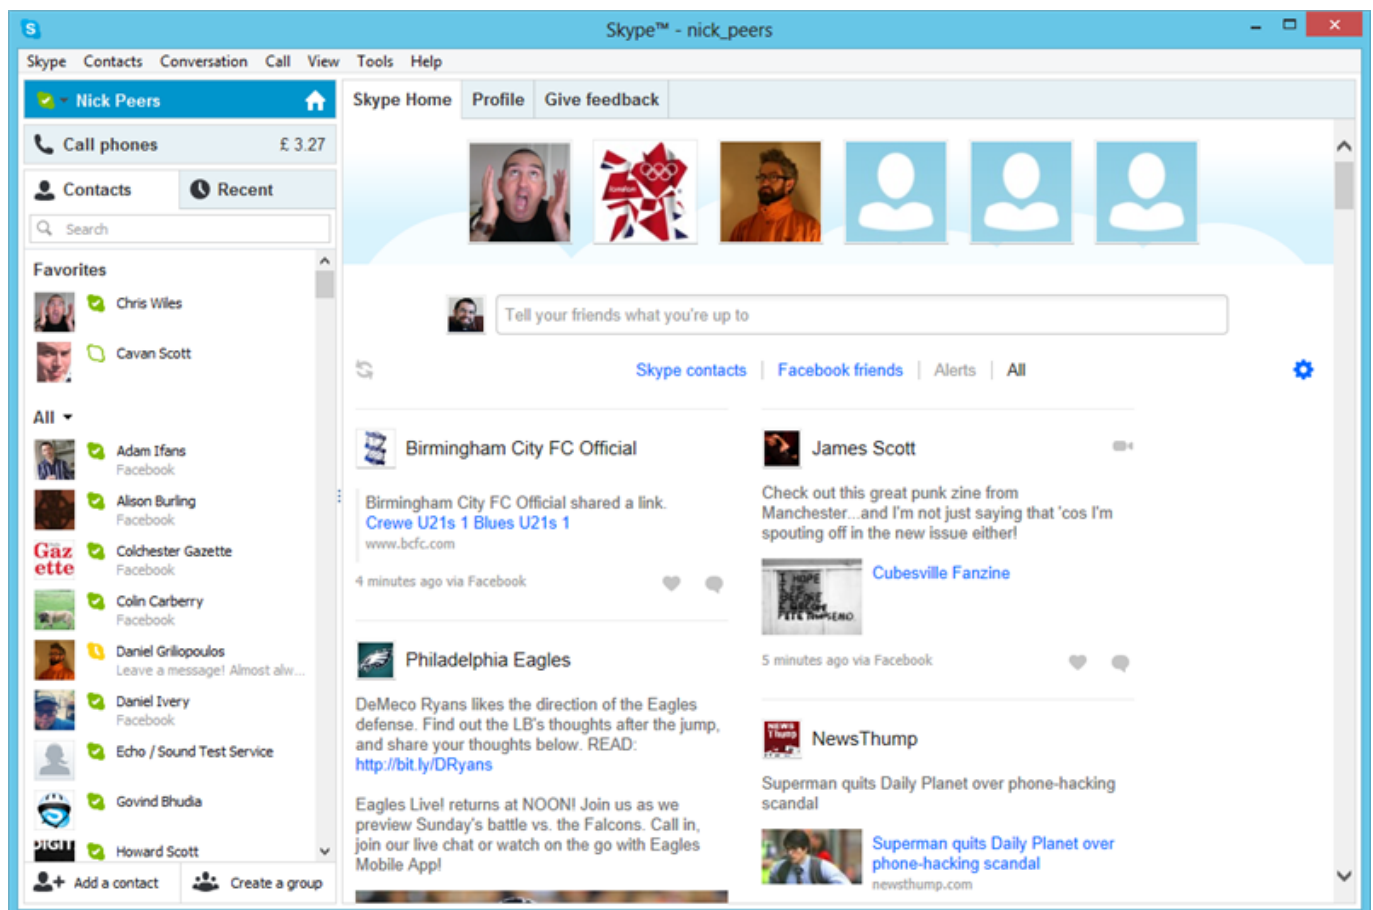 Skype™ - nick_peers
Skype Contacts Conversation Call View Tools Help
Nick Peers
Call phones £ 3.27
Contacts Recent
Search
Favorites
Chris Wiles
Cavan Scott
All
Adam Ifans
Facebook
Alison Burling
Facebook
Gaz
ette
Colchester Gazette
Facebook
Colin Carberry
Facebook
Daniel Griliopoulos
Leave a message! Almost alw...
Daniel Ivery
Facebook
Echo / Sound Test Service
Govind Bhudia
Howard Scott
Add a contact Create a group
Skype Home Profile Give feedback
london
Tell your friends what you're up to
Skype contacts | Facebook friends | Alerts | All
Birmingham City FC Official
Birmingham City FC Official shared a link.
Crewe U21s 1 Blues U21s 1
www.bcfc.com
4 minutes ago via Facebook
Philadelphia Eagles
DeMeco Ryans likes the direction of the Eagles
defense. Find out the LB's thoughts after the jump,
and share your thoughts below. READ:
http://bit.ly/DRyans
Eagles Live! returns at NOON! Join us as we
preview Sunday's battle vs. the Falcons. Call in,
join our live chat or watch on the go with Eagles
Mobile App!
James Scott
Check out this great punk zine from
Manchester...and I'm not just saying that 'cos I'm
spouting off in the new issue either!
I HOPE
BEFORE
Cubesville Fanzine
5 minutes ago via Facebook
NEWS
Thump
NewsThump
Superman quits Daily Planet over phone-hacking
scandal
Superman quits Daily Planet over
phone-hacking scandal
newsthump.com